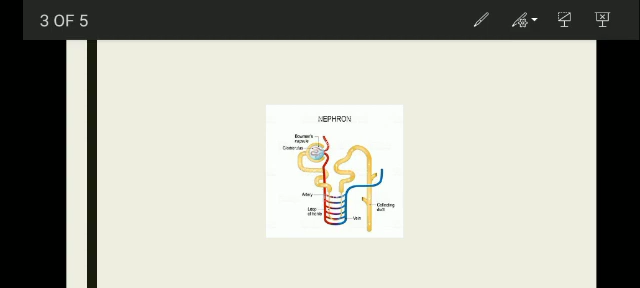 3 OF 5
NEPHRON
Bowman's
capsule
Glomerulus
Artery
Loop
of henle
Vein
Collecting
duct